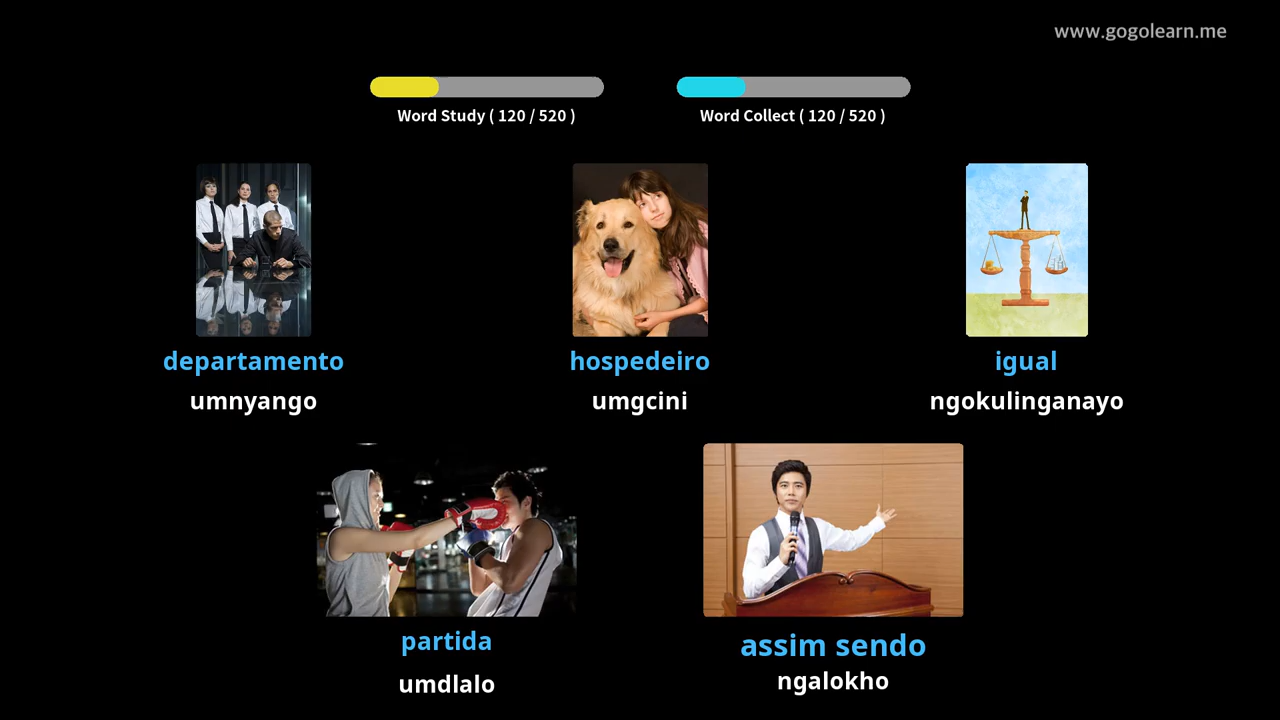 www.gogolearn.me
Word Study ( 120 / 520 )
Word Collect ( 120 / 520 )
departamento
umnyango
hospedeiro
umgcini
igual
ngokulinganayo
partida
umdlalo
assim sendo
ngalokho